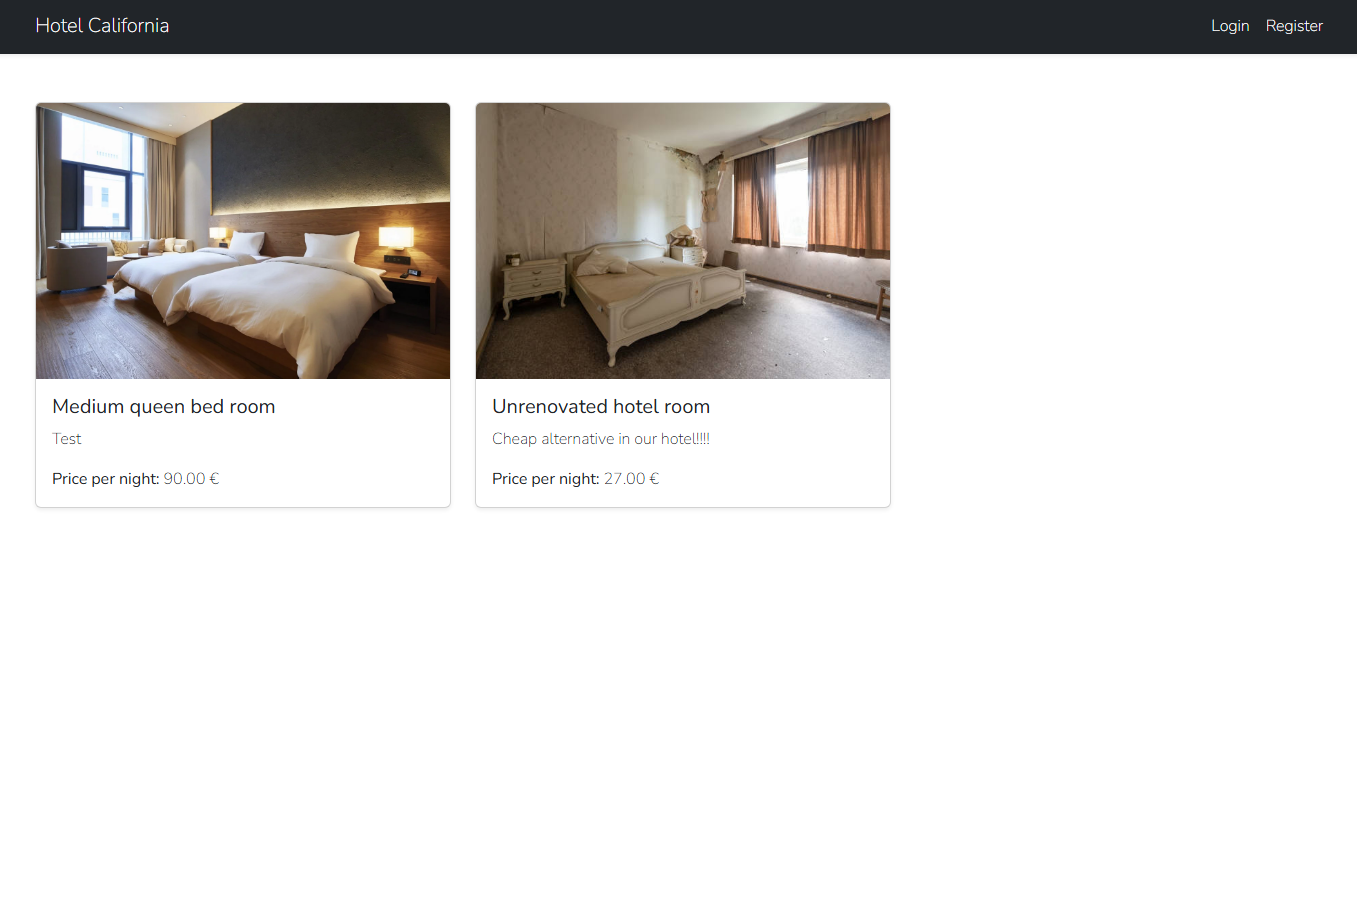 Hotel California
Login Register
Medium queen bed room
Test
Price per night: 90.00 €
Unrenovated hotel room
Cheap alternative in our hotel!!!!
Price per night: 27.00 €